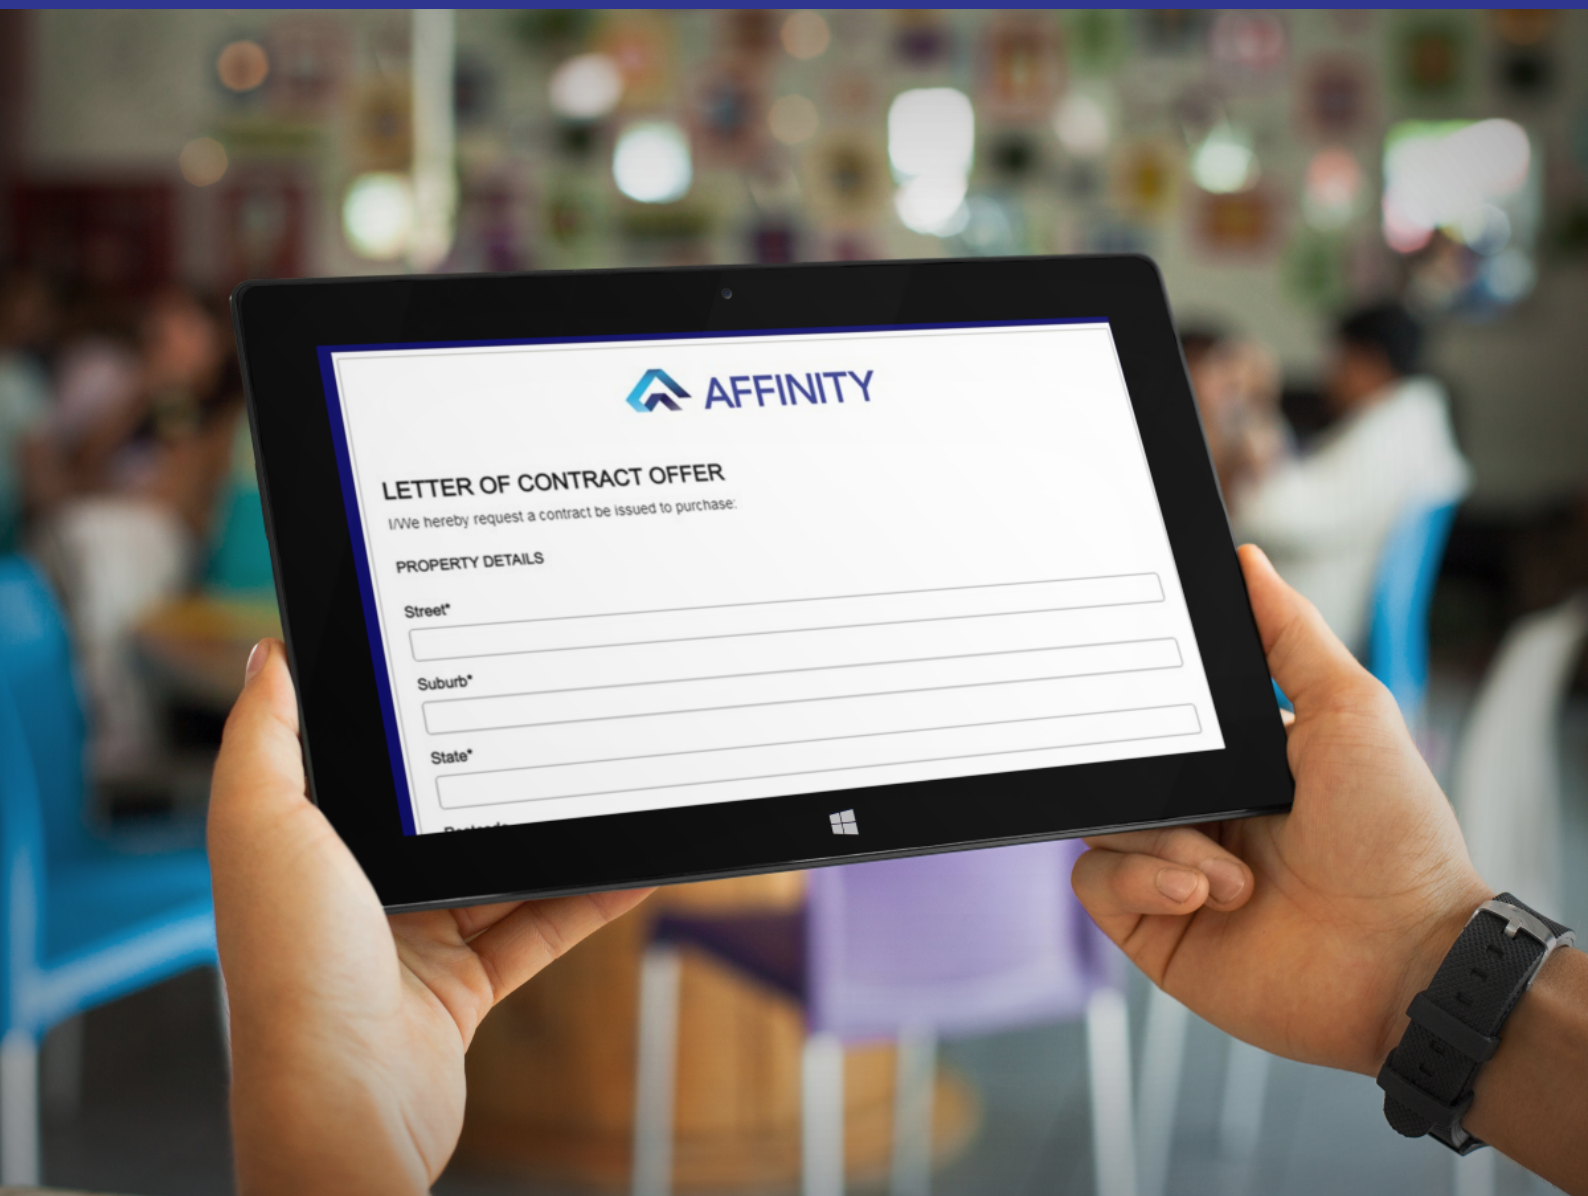 AFFINITY
LETTER OF CONTRACT OFFER
I/We hereby request a contract be issued to purchase:
PROPERTY DETAILS
Street*
Suburb*
State*